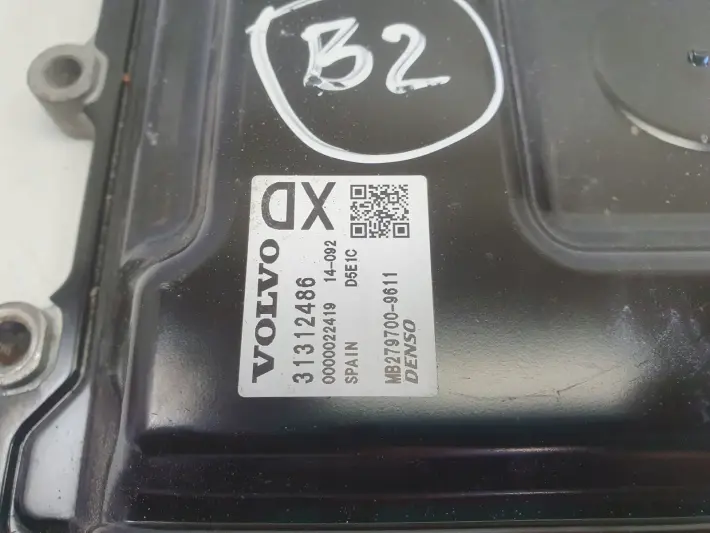 B2
DX
VOLVO
31312486
0000022419 14-092
SPAIN D5E1C
MB279700-9611
DENSO